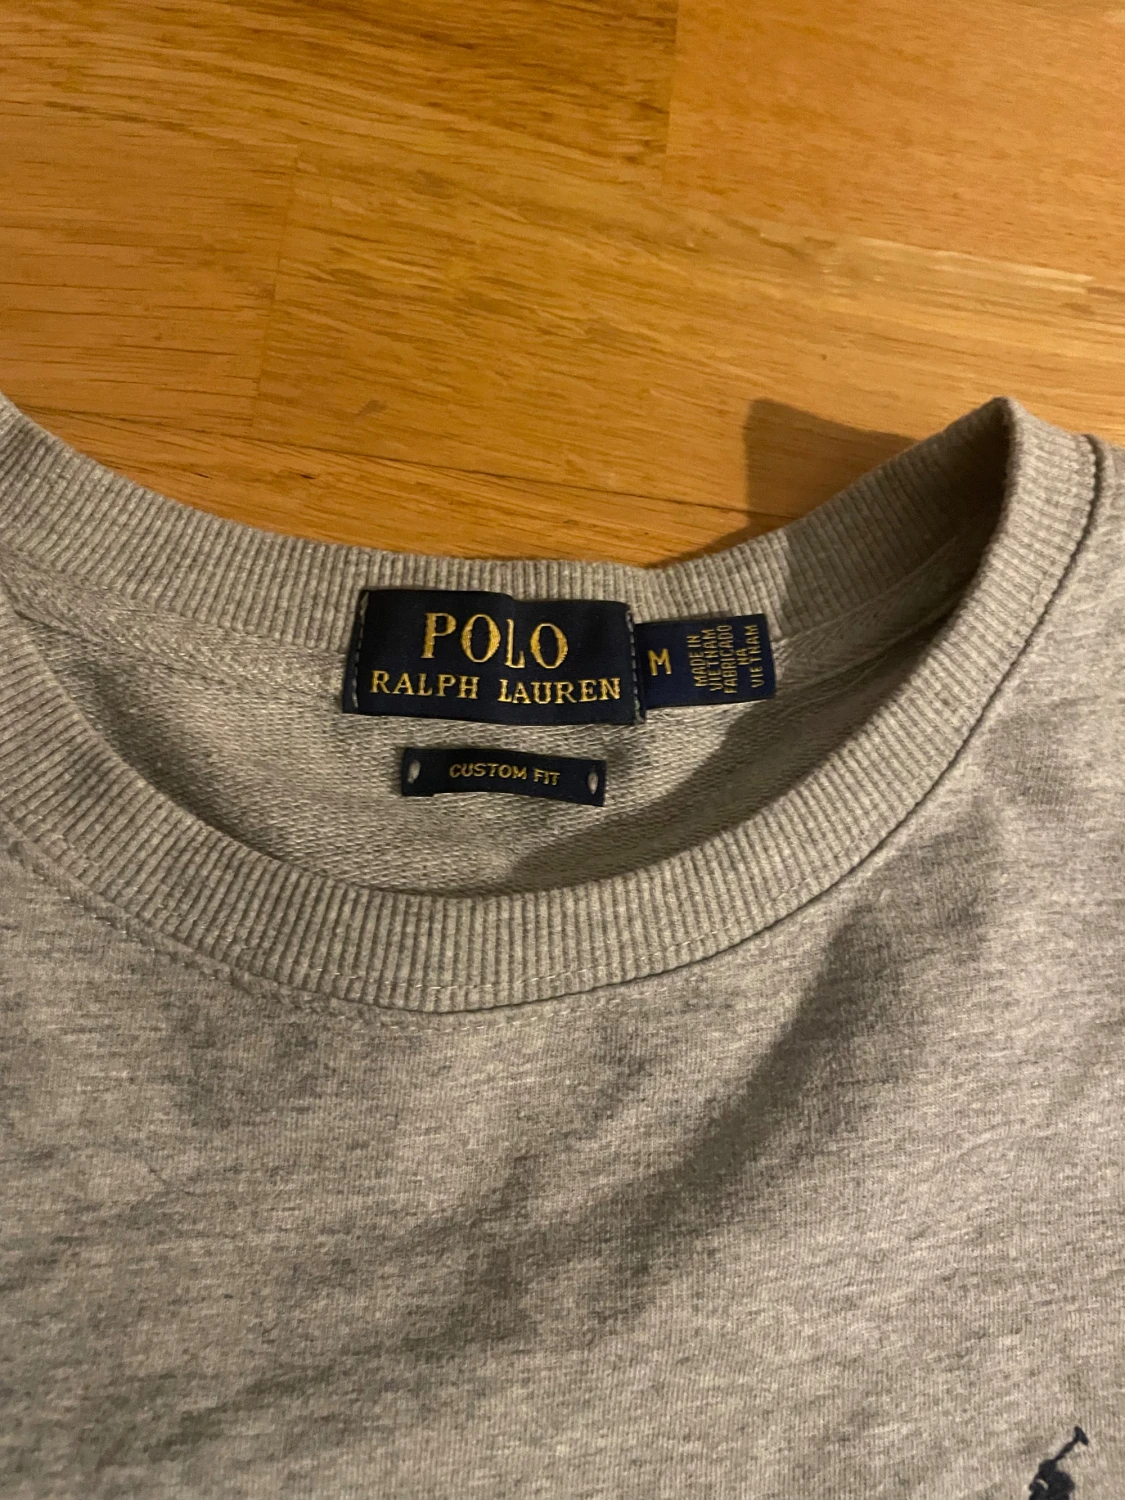 POLO
RALPH LAUREN
M
MADE IN
VIETNAM
FABRICADO
NA
VIETNAM
CUSTOM FIT